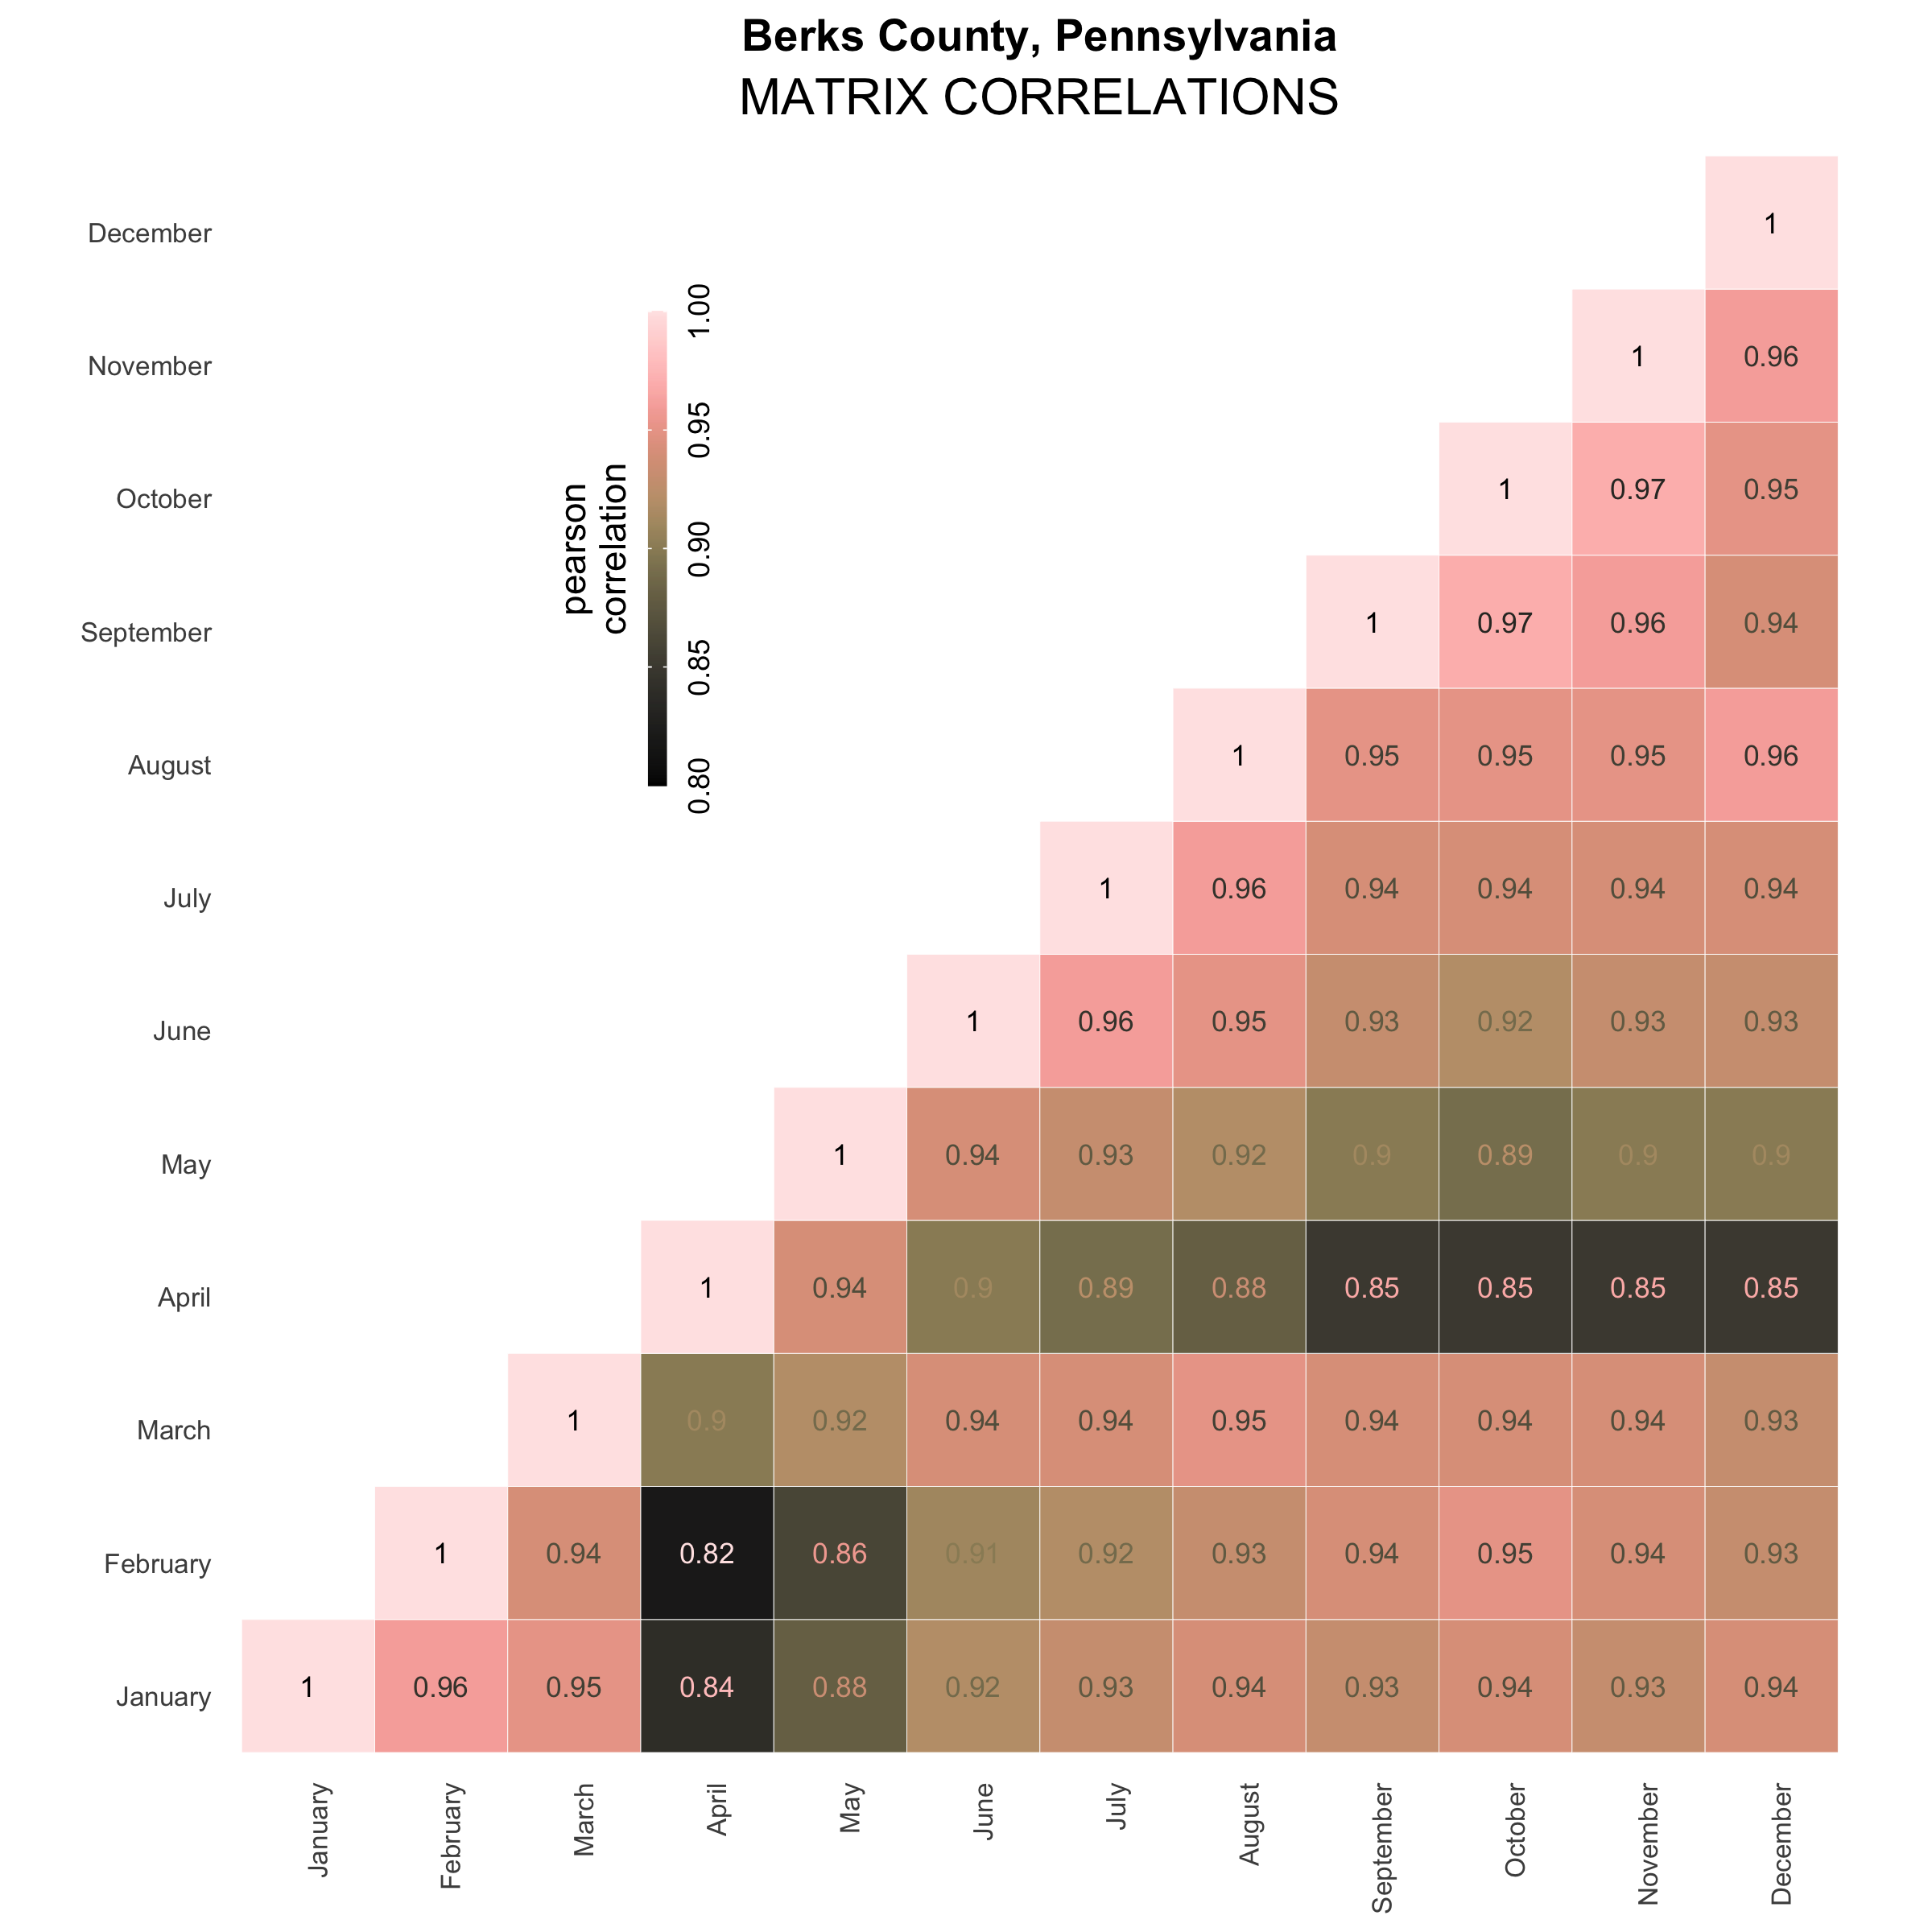 Berks County, Pennsylvania
MATRIX CORRELATIONS
December 1
November 1 0.96
October 1 0.97 0.95
September 1 0.97 0.96 0.94
August 1 0.95 0.95 0.95 0.96
July 1 0.96 0.94 0.94 0.94 0.94
June 1 0.96 0.95 0.93 0.92 0.93 0.93
May 1 0.94 0.93 0.92 0.9 0.89 0.9 0.9
April 1 0.94 0.9 0.89 0.88 0.85 0.85 0.85 0.85
March 1 0.9 0.92 0.94 0.94 0.95 0.94 0.94 0.94 0.93
February 1 0.94 0.82 0.86 0.91 0.92 0.93 0.94 0.95 0.94 0.93
January 1 0.96 0.95 0.84 0.88 0.92 0.93 0.94 0.93 0.94 0.93 0.94
January February March April May June July August September October November December
pearson
correlation
0.80 0.85 0.90 0.95 1.00